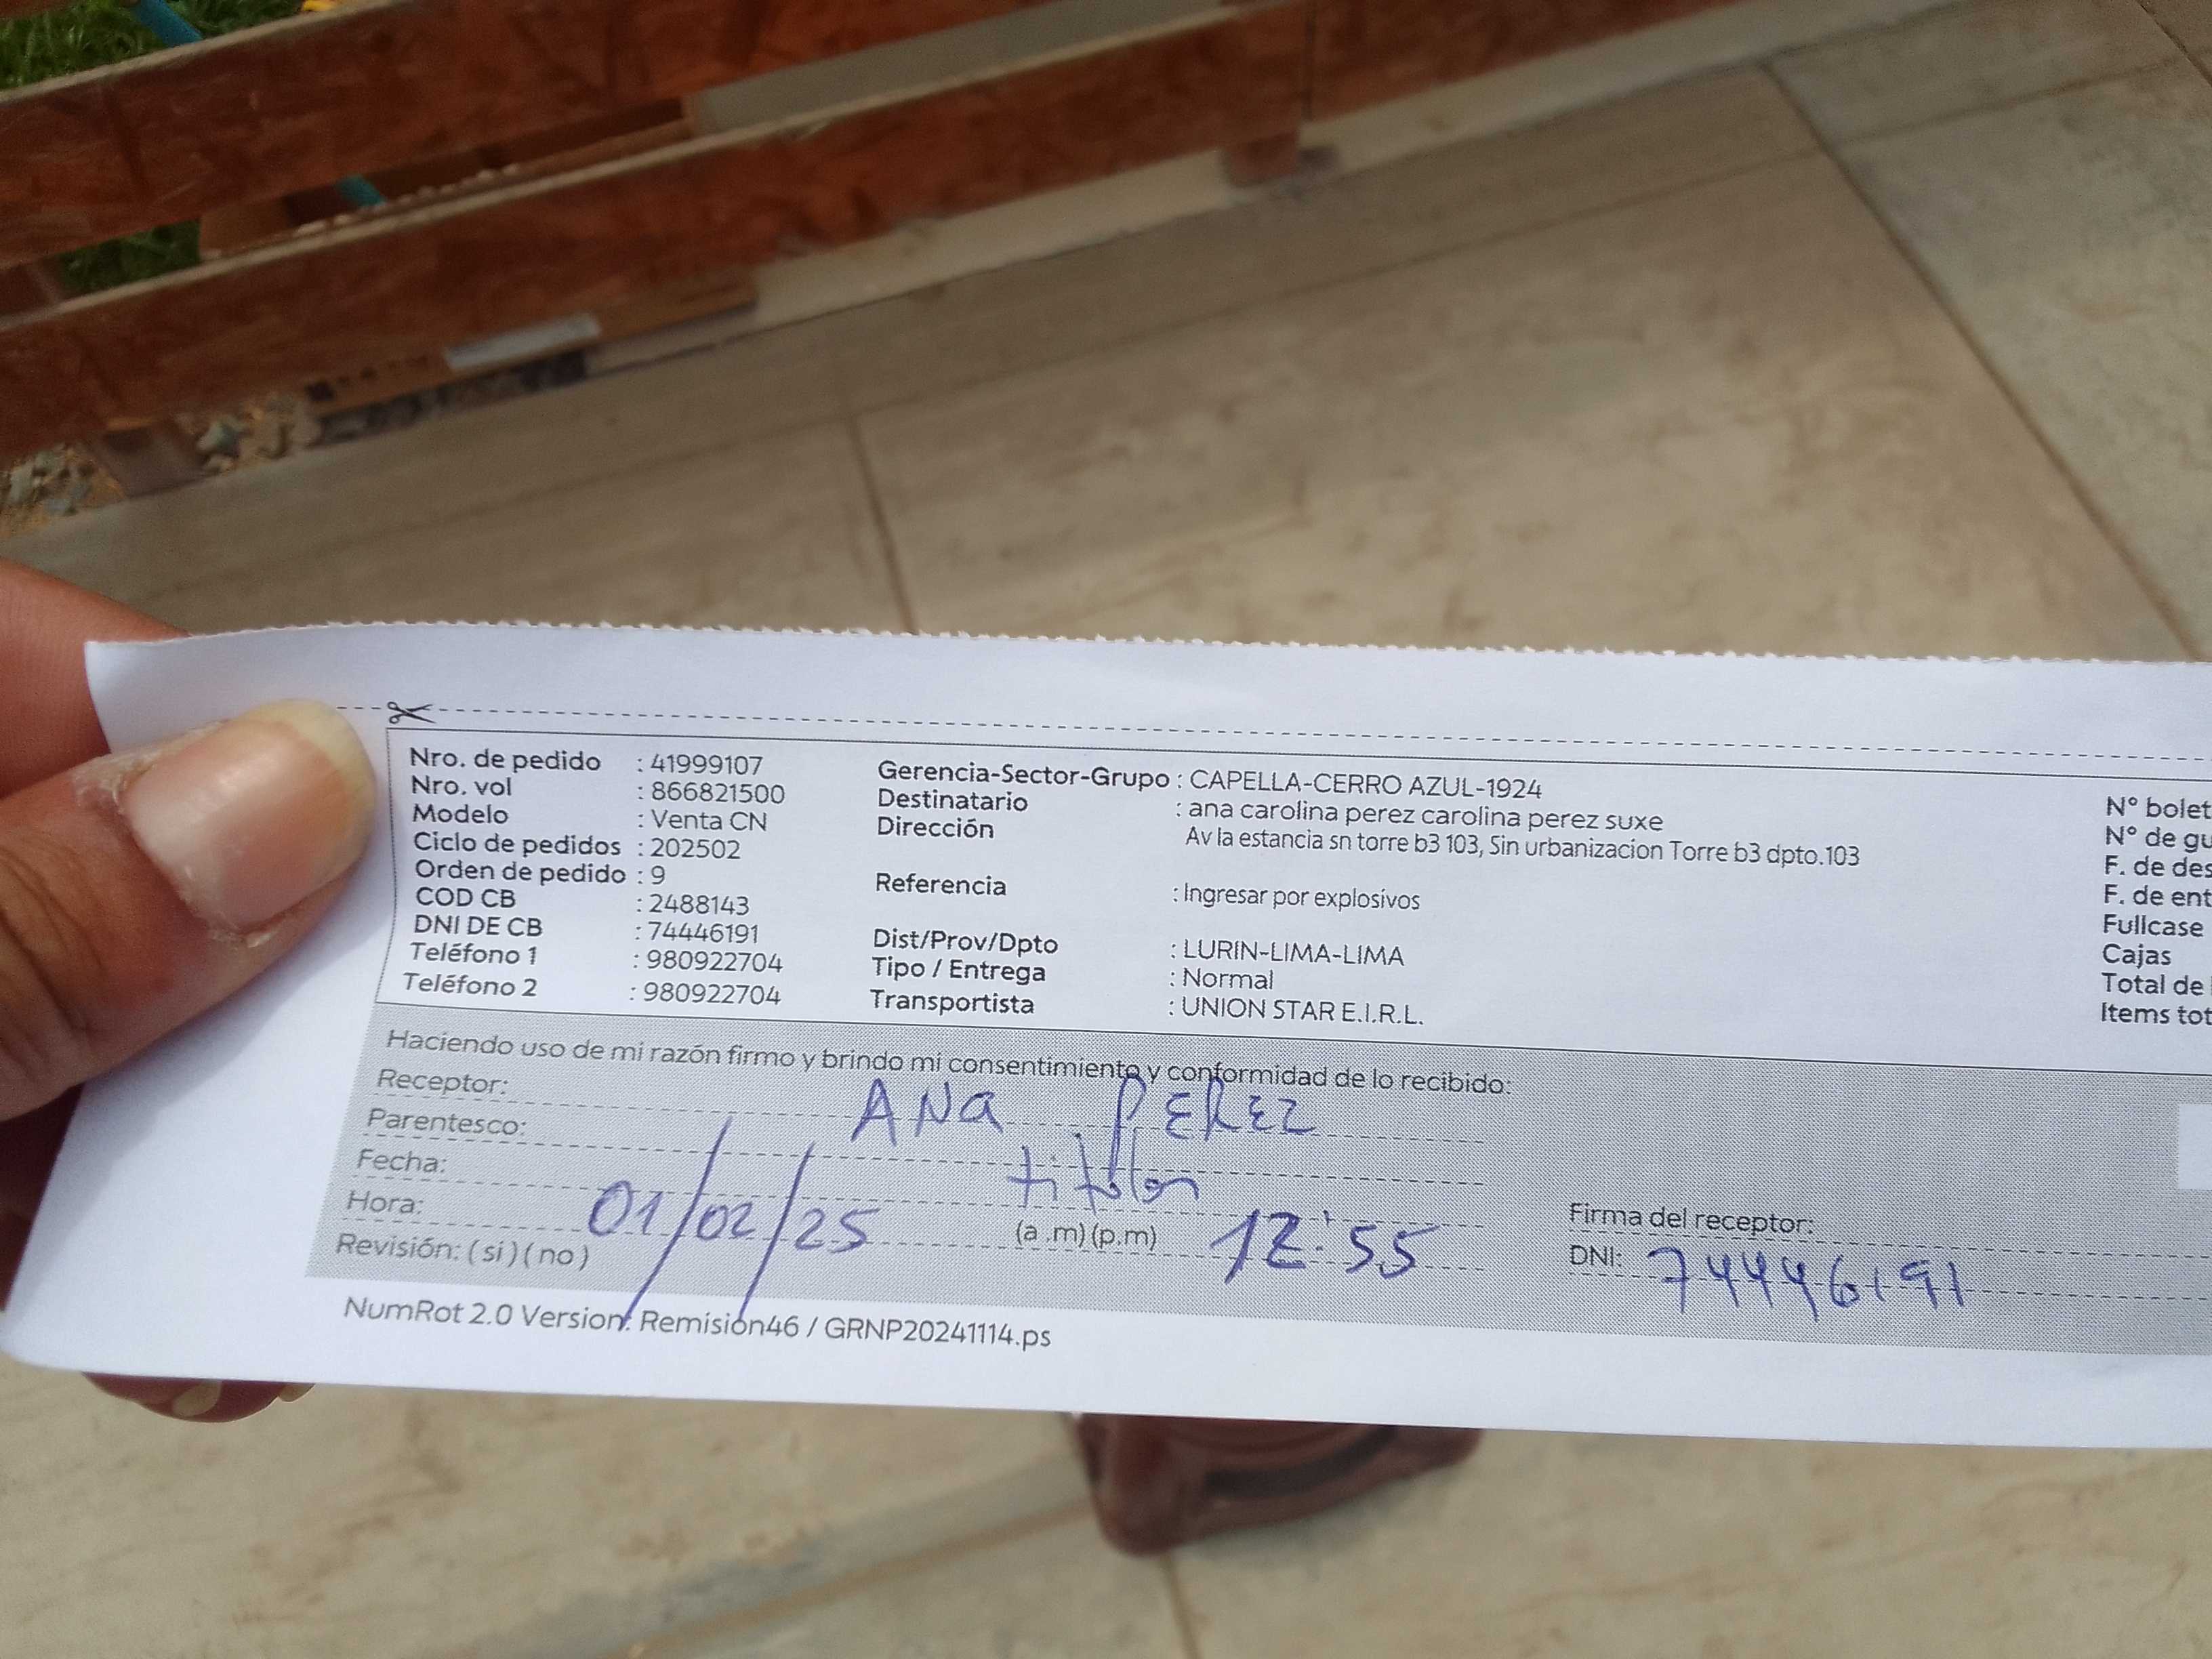 Nro. de pedido : 41999107
Nro. vol : 866821500
Modelo : Venta CN
Ciclo de pedidos : 202502
Orden de pedido : 9
COD CB : 2488143
DNI DE CB : 74446191
Teléfono 1 : 980922704
Teléfono 2 : 980922704
Gerencia-Sector-Grupo : CAPELLA-CERRO AZUL-1924
Destinatario : ana carolina perez carolina perez suxe
Dirección Av la estancia sn torre b3 103, Sin urbanizacion Torre b3 dpto.103
Referencia : Ingresar por explosivos
Dist/Prov/Dpto : LURIN-LIMA-LIMA
Tipo / Entrega : Normal
Transportista : UNION STAR E.I.R.L.
N° bolet
N° de gu
F. de des
F. de ent
Fullcase
Cajas
Total de
Items tot
Haciendo uso de mi razón firmo y brindo mi consentimiento y conformidad de lo recibido:
Receptor: ANA PEREZ
Parentesco: titular
Fecha: 01/02/25
Hora: (a .m) (p.m) 12:55
Revisión: ( si ) ( no )
Firma del receptor:
DNI: 74446191
NumRot 2.0 Version: Remisión46 / GRNP20241114.ps